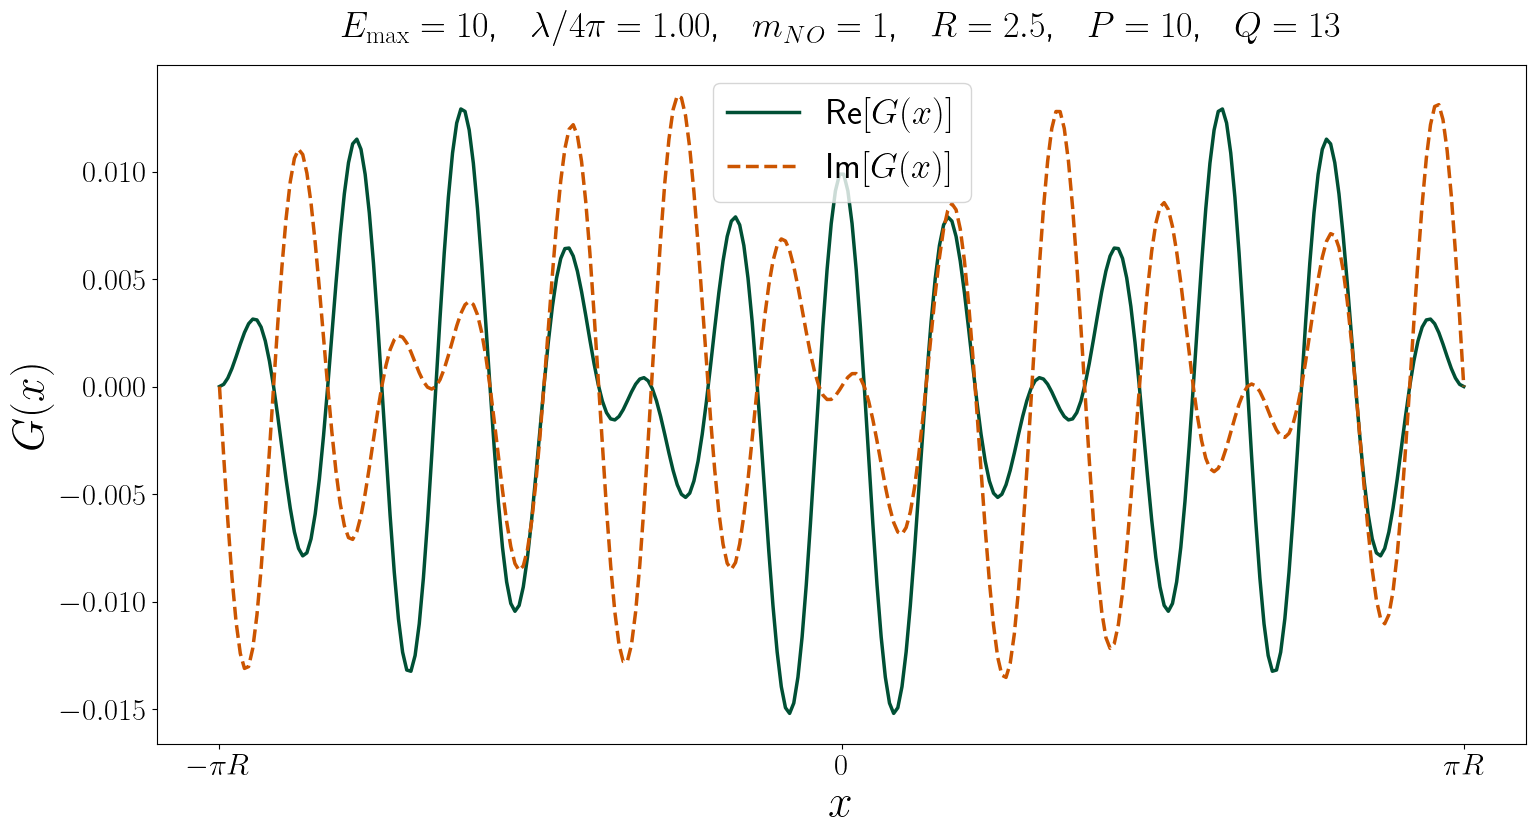 E_max = 10, λ/4π = 1.00, m_NO = 1, R = 2.5, P = 10, Q = 13
Re[G(x)]
Im[G(x)]
G(x)
0.010
0.005
0.000
−0.005
−0.010
−0.015
−πR 0 πR
x